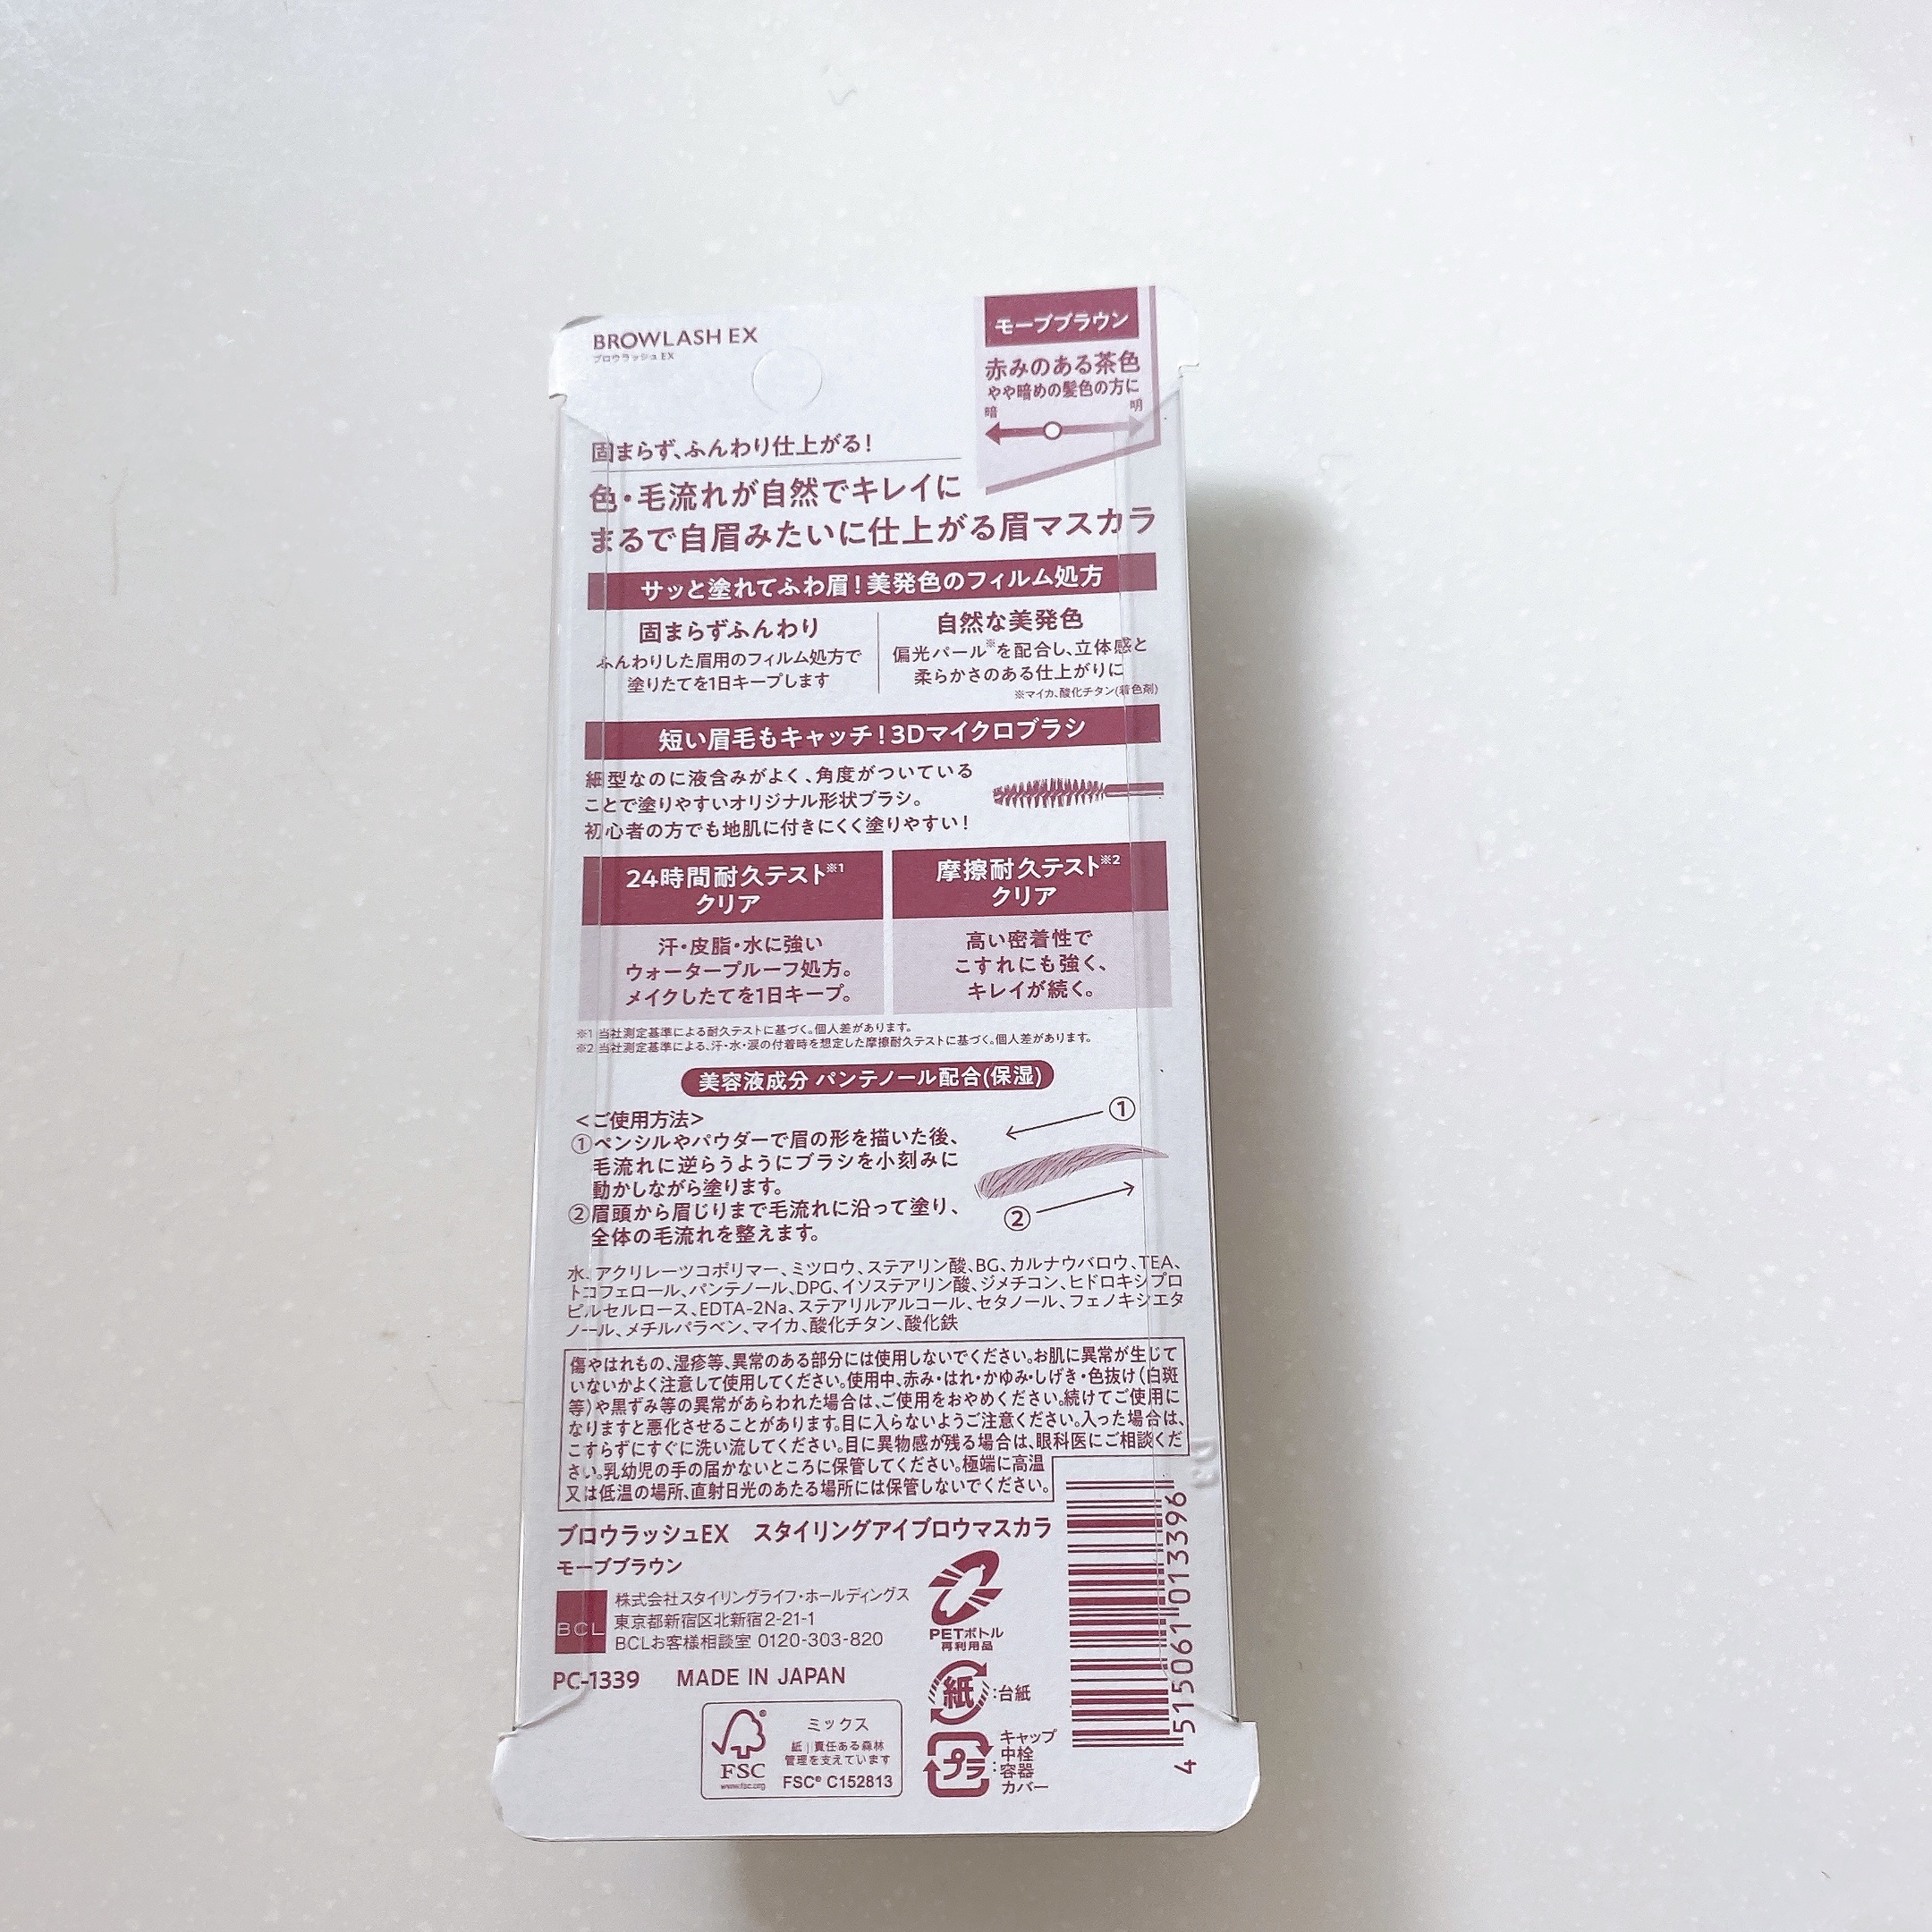 BROWLASH EX
ブロウラッシュEX
モーブブラウン
赤みのある茶色
やや暗めの髪色の方に
暗 明
固まらず、ふんわり仕上がる!
色・毛流れが自然でキレイに
まるで自眉みたいに仕上がる眉マスカラ
サッと塗れてふわ眉!美発色のフィルム処方
固まらずふんわり
ふんわりした眉用のフィルム処方で
塗りたてを1日キープします
自然な美発色
偏光パール※を配合し、立体感と
柔らかさのある仕上がりに
※マイカ、酸化チタン(着色剤)
短い眉毛もキャッチ!3Dマイクロブラシ
細型なのに液含みがよく、角度がついている
ことで塗りやすいオリジナル形状ブラシ。
初心者の方でも地肌に付きにくく塗りやすい!
24時間耐久テスト※1
クリア
汗・皮脂・水に強い
ウォータープルーフ処方。
メイクしたてを1日キープ。
摩擦耐久テスト※2
クリア
高い密着性で
こすれにも強く、
キレイが続く。
※1 当社測定基準による耐久テストに基づく。個人差があります。
※2 当社測定基準による、汗・水・涙の付着時を想定した摩擦耐久テストに基づく。個人差があります。
美容液成分 パンテノール配合(保湿)
<ご使用方法>
①ペンシルやパウダーで眉の形を描いた後、
毛流れに逆らうようにブラシを小刻みに
動かしながら塗ります。
②眉頭から眉じりまで毛流れに沿って塗り、
全体の毛流れを整えます。
①
②
水、アクリレーツコポリマー、ミツロウ、ステアリン酸、BG、カルナウバロウ、TEA、
トコフェロール、パンテノール、DPG、イソステアリン酸、ジメチコン、ヒドロキシプロ
ピルセルロース、EDTA-2Na、ステアリルアルコール、セタノール、フェノキシエタ
ノール、メチルパラベン、マイカ、酸化チタン、酸化鉄
傷やはれもの、湿疹等、異常のある部分には使用しないでください。お肌に異常が生じて
いないかよく注意して使用してください。使用中、赤み・はれ・かゆみ・しげき・色抜け(白斑
等)や黒ずみ等の異常があらわれた場合は、ご使用をおやめください。続けてご使用に
なりますと悪化させることがあります。目に入らないようご注意ください。入った場合は、
こすらずにすぐに洗い流してください。目に異物感が残る場合は、眼科医にご相談くだ
さい。乳幼児の手の届かないところに保管してください。極端に高温
又は低温の場所、直射日光のあたる場所には保管しないでください。
ブロウラッシュEX スタイリングアイブロウマスカラ
モーブブラウン
BCL
株式会社スタイリングライフ・ホールディングス
東京都新宿区北新宿2-21-1
BCLお客様相談室 0120-303-820
PC-1339 MADE IN JAPAN
FSC
www.fsc.org
ミックス
紙|責任ある森林
管理を支えています
FSC® C152813
PETボトル
再利用品
紙:台紙
プラ:
キャップ
中栓
容器
カバー
4 515061 013396